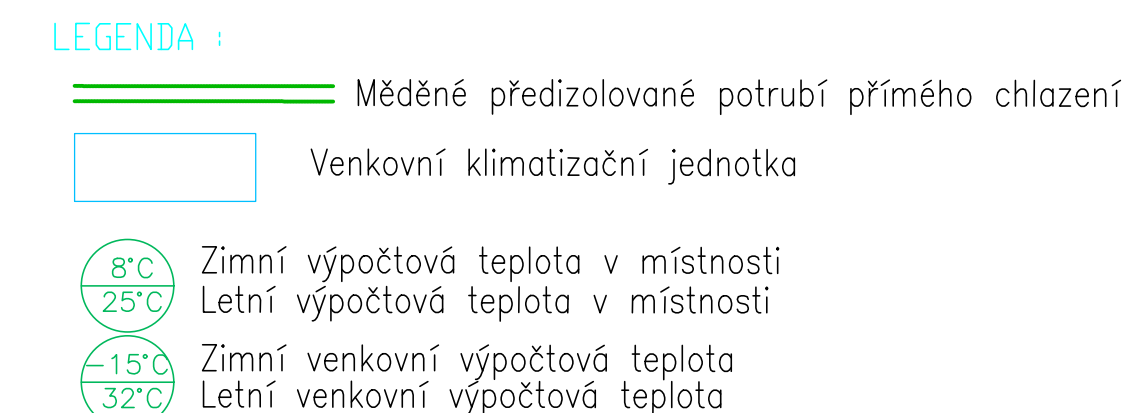 LEGENDA :
Měděné předizolované potrubí přímého chlazení
Venkovní klimatizační jednotka
8°C Zimní výpočtová teplota v místnosti
25°C Letní výpočtová teplota v místnosti
-15°C Zimní venkovní výpočtová teplota
32°C Letní venkovní výpočtová teplota